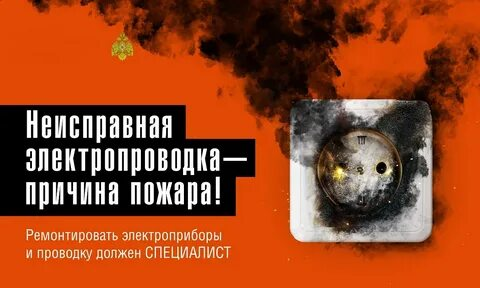 Неисправная
электропроводка—
причина пожара!
Ремонтировать электроприборы
и проводку должен СПЕЦИАЛИСТ